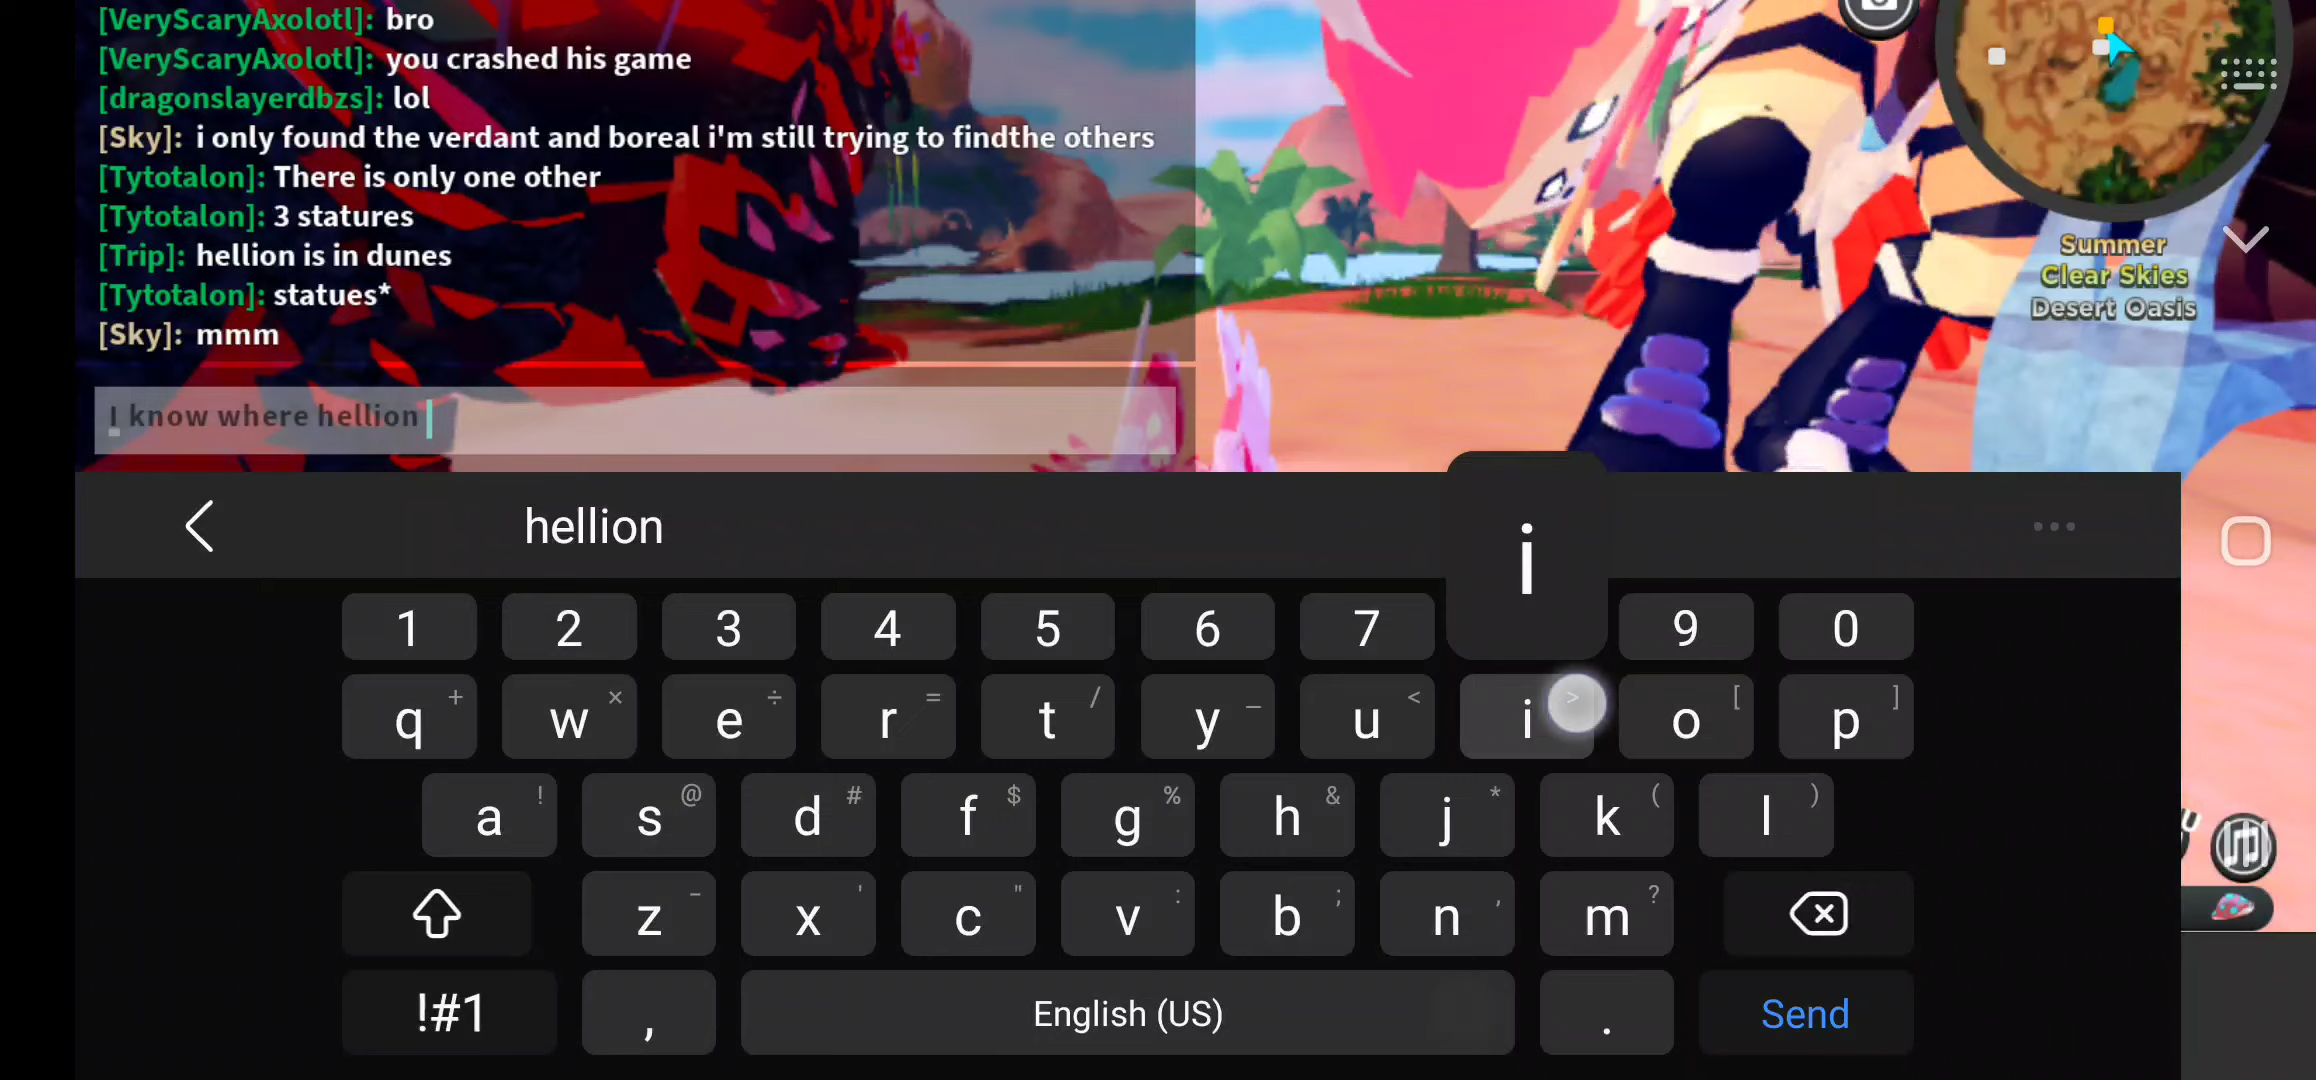 [VeryScaryAxolotl]: bro
[VeryScaryAxolotl]: you crashed his game
[dragonslayerdbzs]: lol
[Sky]: i only found the verdant and boreal i'm still trying to findthe others
[Tytotalon]: There is only one other
[Tytotalon]: 3 statures
[Trip]: hellion is in dunes
[Tytotalon]: statues*
[Sky]: mmm
I know where hellion
Summer
Clear Skies
Desert Oasis
hellion
i
1 2 3 4 5 6 7 9 0
q + w × e ÷ r = t / y _ u < i > o [ p ]
a ! s @ d # f $ g % h & j * k ( l )
z - x ' c " v : b ; n , m ?
!#1 , English (US) . Send